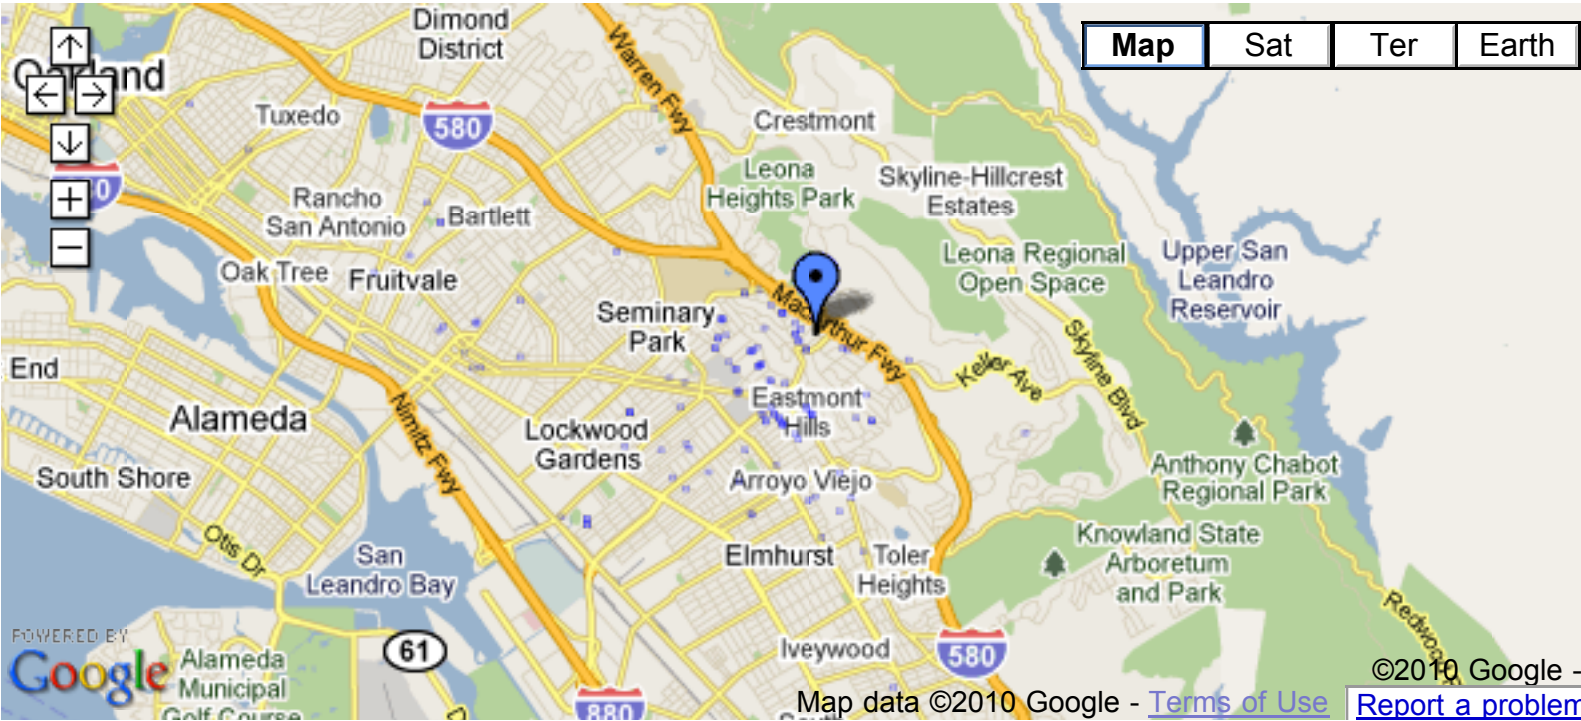 Dimond
District
Warren Fwy
Map
Sat
Ter
Earth
Tuxedo
580
Crestmont
Leona
Heights Park
Skyline-Hillcrest
Estates
Rancho
San Antonio
Bartlett
Oak Tree
Fruitvale
Leona Regional
Open Space
Upper San
Leandro
Reservoir
Seminary
Park
MacArthur Fwy
Skyline Blvd
Keller Ave
End
Alameda
Nimitz Fwy
Eastmont
Hills
Lockwood
Gardens
South Shore
Arroyo Viejo
Anthony Chabot
Regional Park
Otis Dr
San
Leandro Bay
Elmhurst
Toler
Heights
Knowland State
Arboretum
and Park
POWERED BY
Google
Alameda
Municipal
Golf Course
61
Iveywood
580
880
©2010 Google -
Map data ©2010 Google - Terms of Use
Report a problem